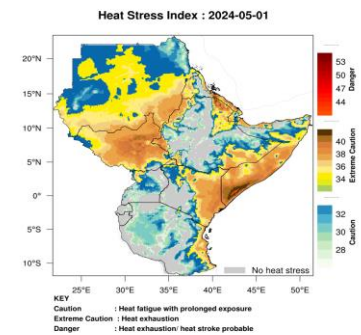 Heat Stress Index : 2024-05-01
20°N
15°N
10°N
5°N
0°
5°S
10°S
25°E 30°E 35°E 40°E 45°E 50°E
No heat stress
53
50
47
44
Danger
40
38
36
34
Extreme Caution
32
30
28
Caution
KEY
Caution : Heat fatigue with prolonged exposure
Extreme Caution : Heat exhaustion
Danger : Heat exhaustion/ heat stroke probable